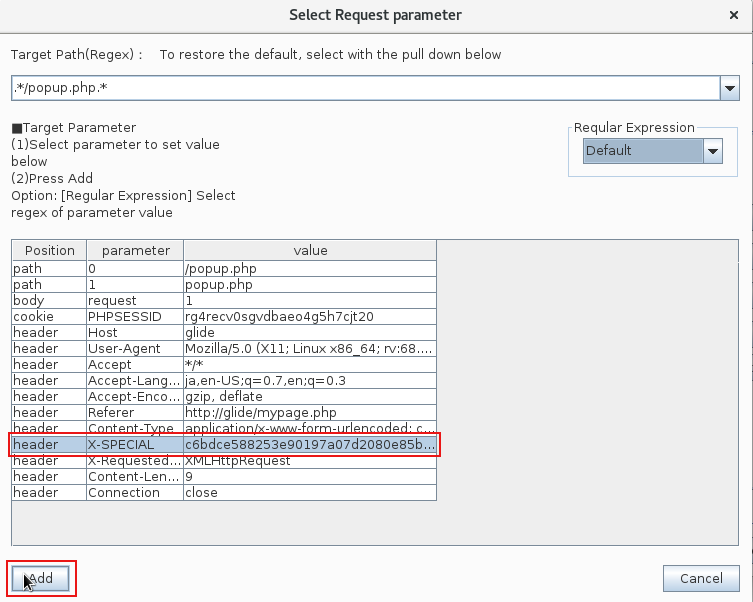 Select Request parameter
Target Path(Regex) : To restore the default, select with the pull down below
.*/popup.php.*
■Target Parameter
(1)Select parameter to set value
below
(2)Press Add
Option: [Regular Expression] Select
regex of parameter value
Regular Expression
Default
Position parameter value
path 0 /popup.php
path 1 popup.php
body request 1
cookie PHPSESSID rg4recv0sgvdbaeo4g5h7cjt20
header Host glide
header User-Agent Mozilla/5.0 (X11; Linux x86_64; rv:68....
header Accept */*
header Accept-Lang... ja,en-US;q=0.7,en;q=0.3
header Accept-Enco... gzip, deflate
header Referer http://glide/mypage.php
header Content-Type application/x-www-form-urlencoded; c...
header X-SPECIAL c6bdce588253e90197a07d2080e85b...
header X-Requested... XMLHttpRequest
header Content-Len... 9
header Connection close
Add Cancel